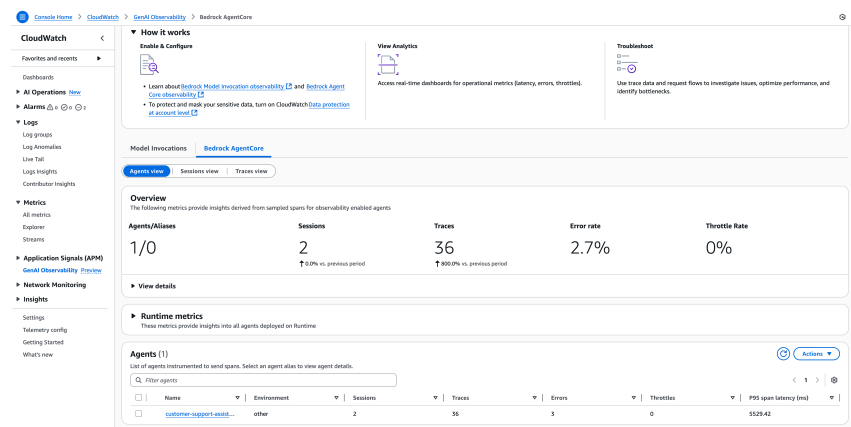 Console Home > CloudWatch > GenAI Observability > Bedrock AgentCore
CloudWatch
Favorites and recents
Dashboards
AI Operations New
Alarms 0 0 2
Logs
Log groups
Log Anomalies
Live Tail
Logs Insights
Contributor Insights
Metrics
All metrics
Explorer
Streams
Application Signals (APM)
GenAI Observability Preview
Network Monitoring
Insights
Settings
Telemetry config
Getting Started
What's new
How it works
Enable & Configure
• Learn about Bedrock Model Invocation observability and Bedrock Agent
Core observability
• To protect and mask your sensitive data, turn on CloudWatch Data protection
at account level
View Analytics
Access real-time dashboards for operational metrics (latency, errors, throttles).
Troubleshoot
Use trace data and request flows to investigate issues, optimize performance, and
identify bottlenecks.
Model Invocations Bedrock AgentCore
Agents view Sessions view Traces view
Overview
The following metrics provide insights derived from sampled spans for observability enabled agents
Agents/Aliases Sessions Traces Error rate Throttle Rate
1/0 2 36 2.7% 0%
↑ 0.0% vs. previous period ↑ 800.0% vs. previous period
View details
Runtime metrics
These metrics provide insights into all agents deployed on Runtime
Agents (1)
Actions
List of agents instrumented to send spans. Select an agent alias to view agent details.
Filter agents
< 1 >
Name Environment Sessions Traces Errors Throttles P95 span latency (ms)
customer-support-assist... other 2 36 3 0 5529.42